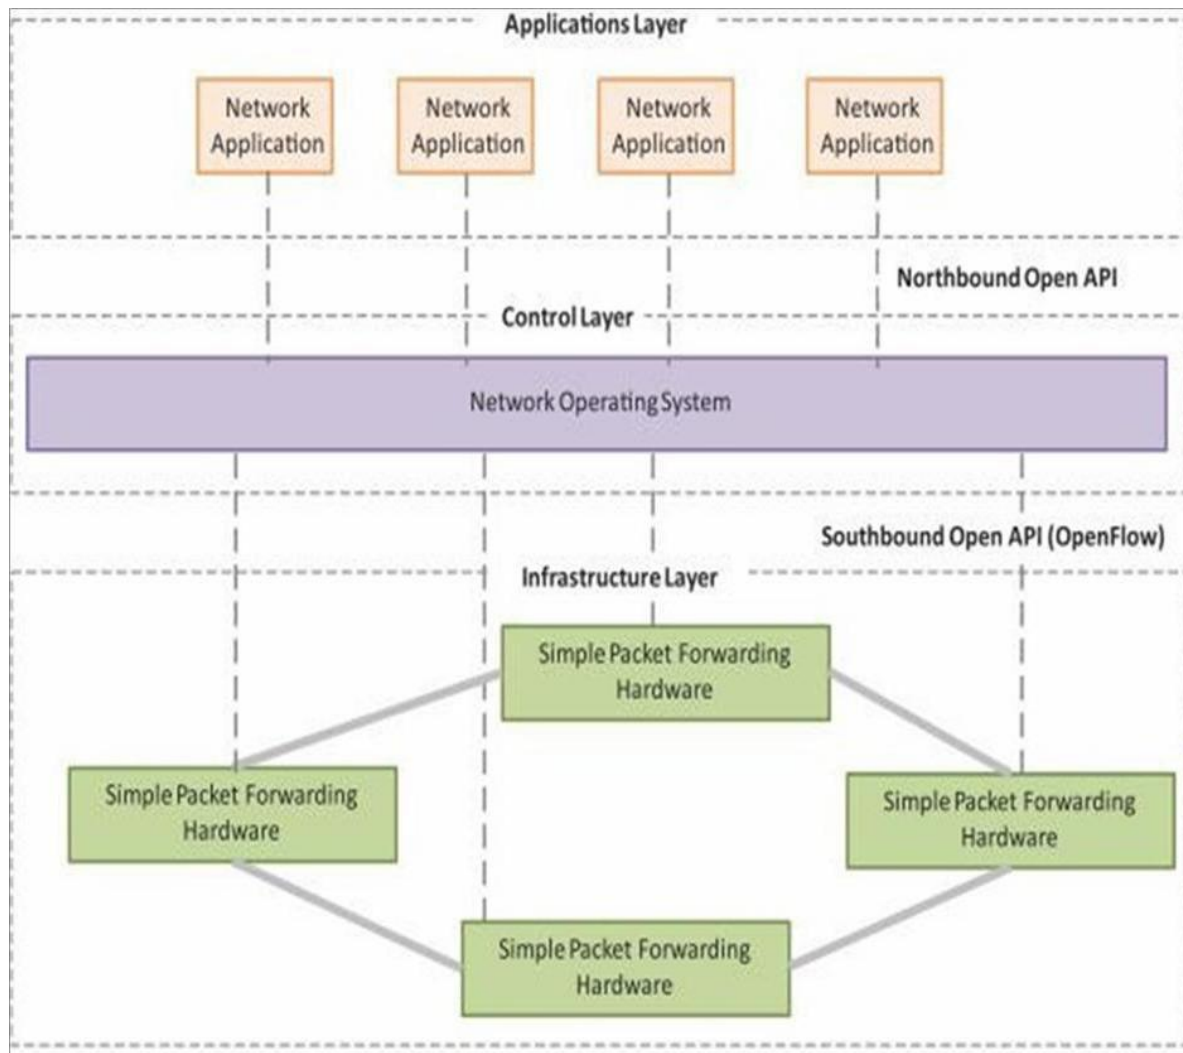 Applications Layer
Network
Application
Network
Application
Network
Application
Network
Application
Northbound Open API
Control Layer
Network Operating System
Southbound Open API (OpenFlow)
Infrastructure Layer
Simple Packet Forwarding
Hardware
Simple Packet Forwarding
Hardware
Simple Packet Forwarding
Hardware
Simple Packet Forwarding
Hardware